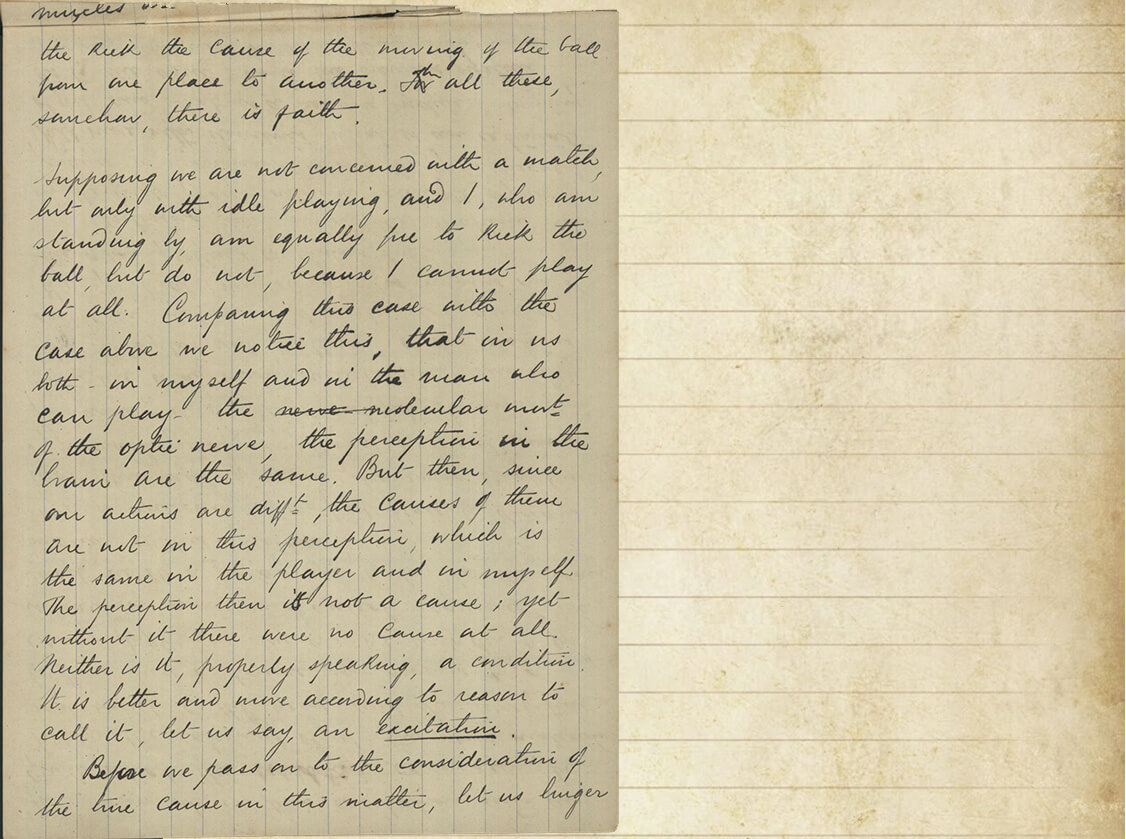 muscles
the kick the cause of the moving of the ball
from one place to another. In all these,
somehow, there is faith.
Supposing we are not concerned with a match,
but only with idle playing, and I, who am
standing by, am equally free to kick the
ball, but do not, because I cannot play
at all. Comparing this case with the
case above we notice this, that in us
both - in myself and in the man who
can play - the nerve molecular movt
of the optic nerve, the perception in the
brain are the same. But then, since
our actions are difft, the causes of them
are not in this perception, which is
the same in the player and in myself.
The perception then is not a cause; yet
without it there were no cause at all.
Neither is it, properly speaking, a condition.
It is better and more according to reason to
call it, let us say, an excitation.
Before we pass on to the consideration of
the true cause in this matter, let us linger